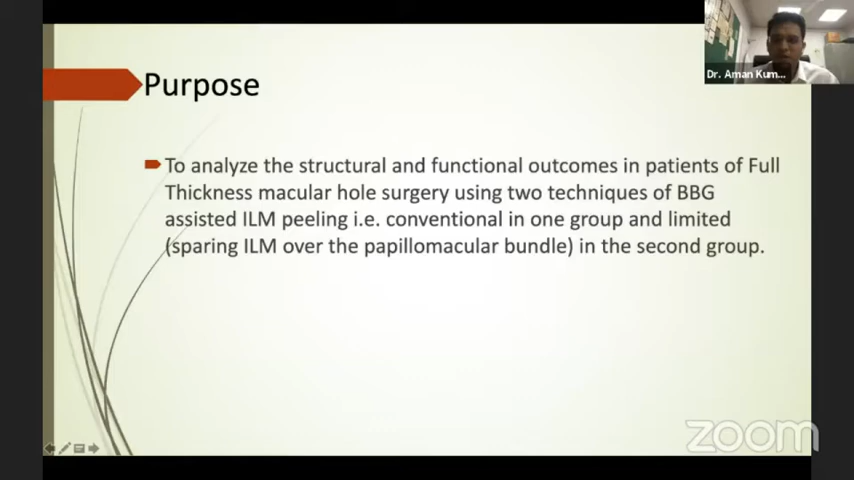 Dr. Aman Kum...
Purpose
To analyze the structural and functional outcomes in patients of Full
Thickness macular hole surgery using two techniques of BBG
assisted ILM peeling i.e. conventional in one group and limited
(sparing ILM over the papillomacular bundle) in the second group.
zoom